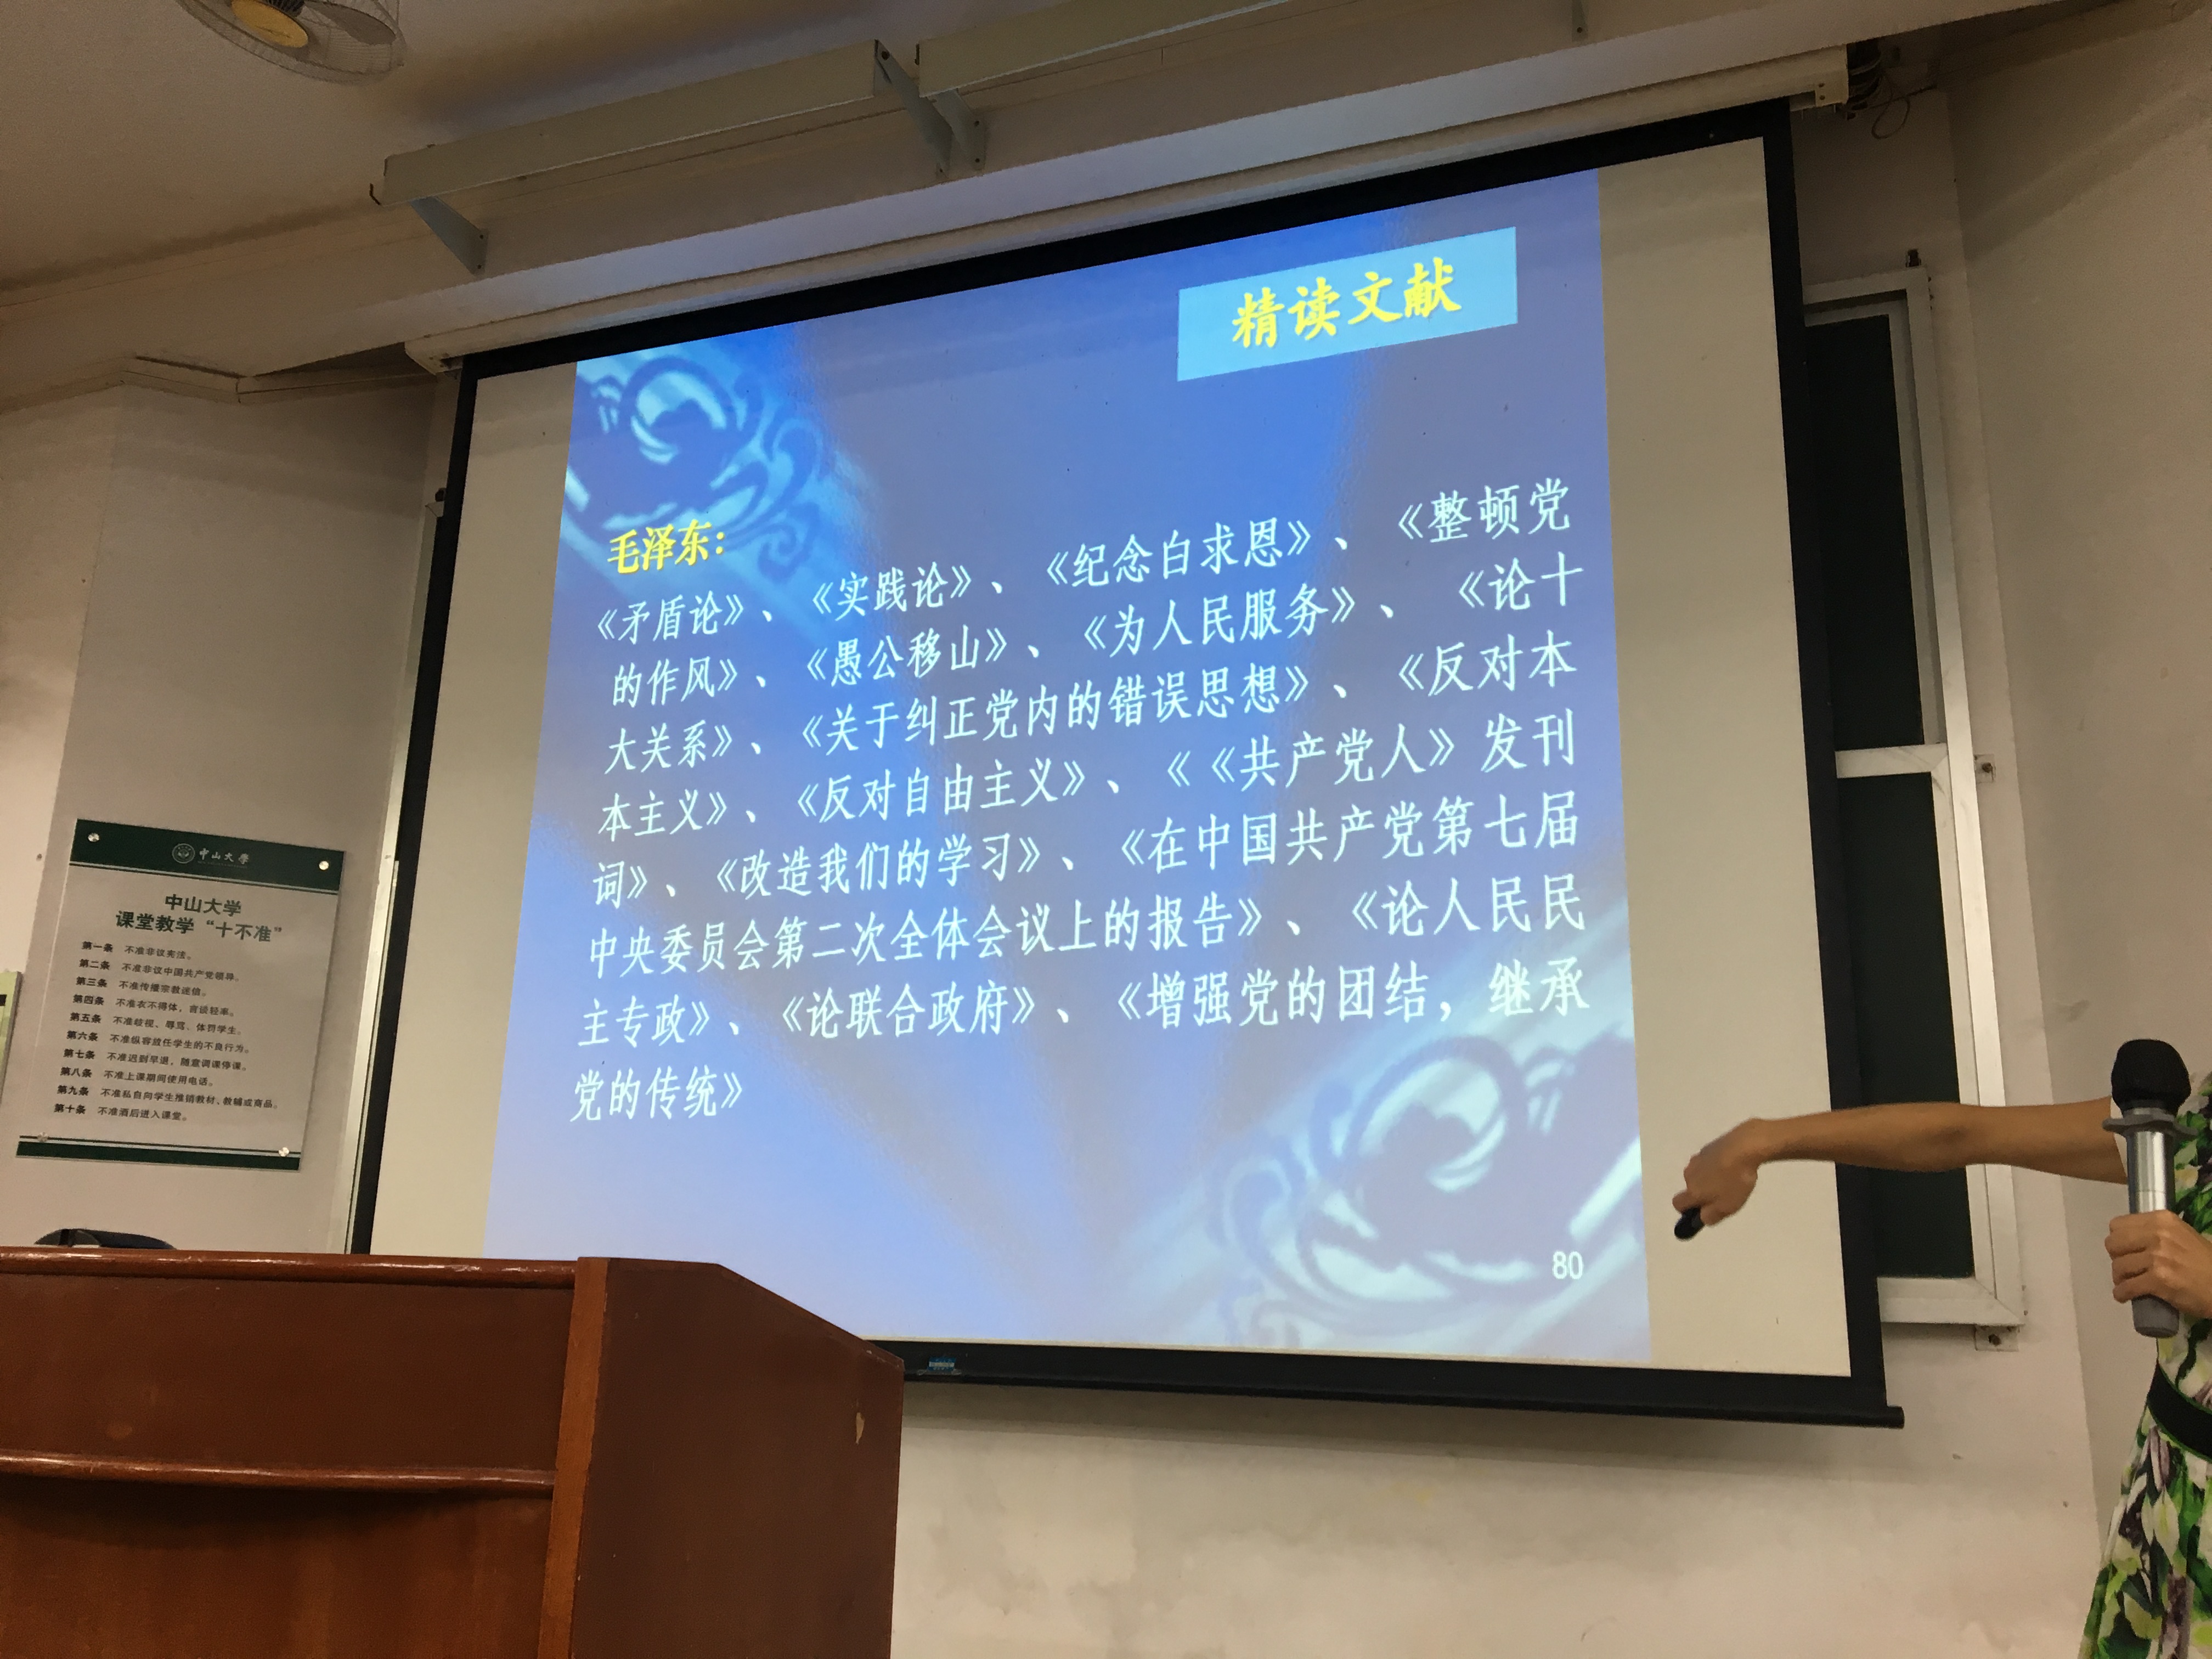 精读文献
毛泽东：
《矛盾论》、《实践论》、《纪念白求恩》、《整顿党
的作风》、《愚公移山》、《为人民服务》、《论十
大关系》、《关于纠正党内的错误思想》、《反对本
本主义》、《反对自由主义》、《《共产党人》发刊
词》、《改造我们的学习》、《在中国共产党第七届
中央委员会第二次全体会议上的报告》、《论人民民
主专政》、《论联合政府》、《增强党的团结，继承
党的传统》
80
中山大学
中山大学
课堂教学“十不准”
第一条 不准非议宪法。
第二条 不准非议中国共产党领导。
第三条 不准传播宗教迷信。
第四条 不准衣不得体，言谈轻率。
第五条 不准歧视、辱骂、体罚学生。
第六条 不准纵容放任学生的不良行为。
第七条 不准迟到早退，随意调课停课。
第八条 不准上课期间使用电话。
第九条 不准私自向学生推销教材、教辅或商品。
第十条 不准酒后进入课堂。